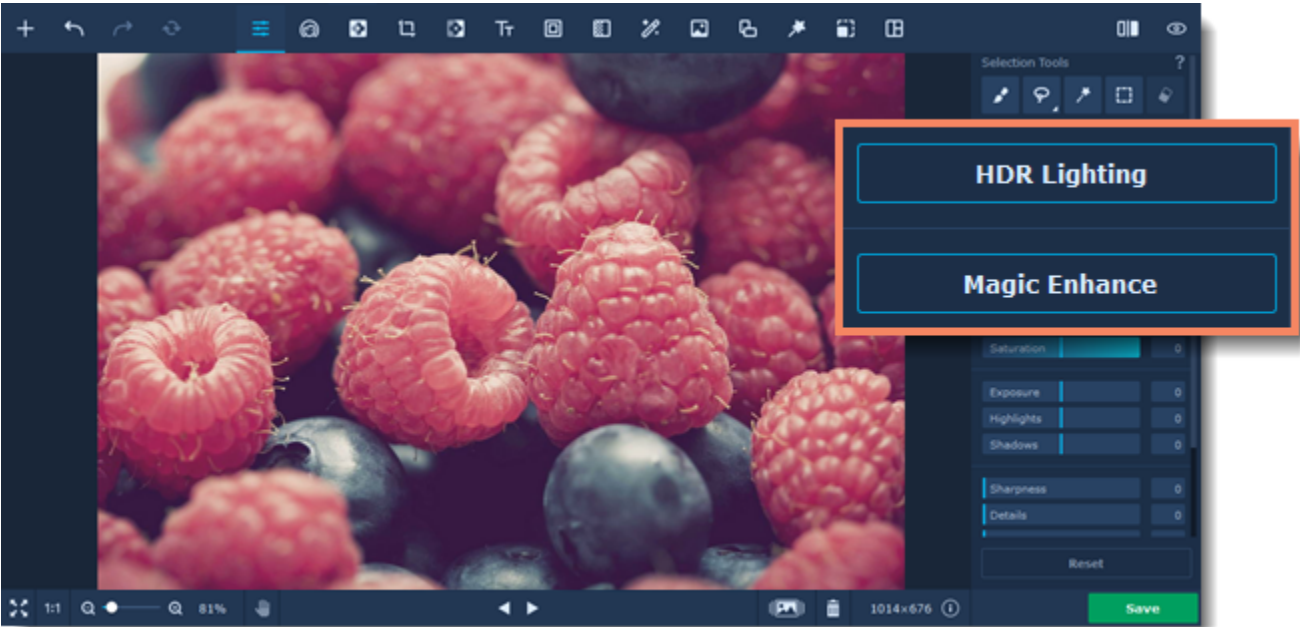 Tт
Selection Tools
?
HDR Lighting
Magic Enhance
Saturation 0
Exposure 0
Highlights 0
Shadows 0
Sharpness 0
Details 0
Reset
1:1
81%
1014×676
Save